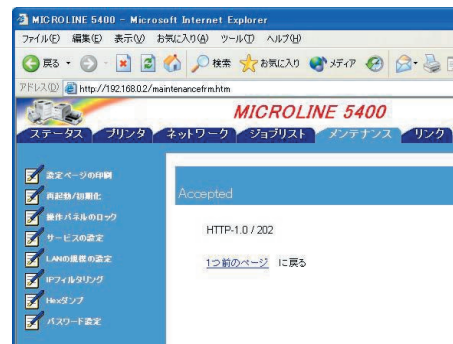 MICROLINE 5400 - Microsoft Internet Explorer
ファイル(F) 編集(E) 表示(V) お気に入り(A) ツール(T) ヘルプ(H)
戻る 検索 お気に入り メディア
アドレス(D) http://192.168.0.2/maintenancefrm.htm
MICROLINE 5400
ステータス プリンタ ネットワーク ジョブリスト メンテナンス リンク
設定ページの印刷
再起動/初期化
操作パネルのロック
サービスの設定
LANの規模の設定
IPフィルタリング
Hexダンプ
パスワード設定
Accepted
HTTP-1.0 / 202
1つ前のページ に戻る